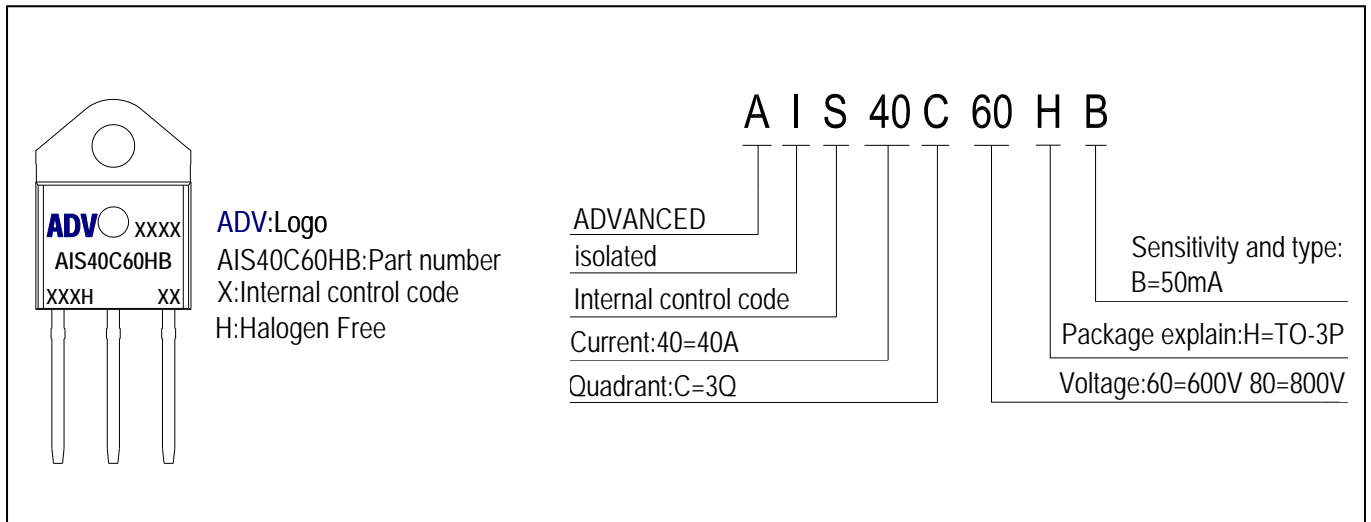 ADV XXXX
AIS40C60HB
XXXH XX
ADV:Logo
AIS40C60HB:Part number
X:Internal control code
H:Halogen Free
A I S 40 C 60 H B
ADVANCED
isolated
Internal control code
Current:40=40A
Quadrant:C=3Q
Sensitivity and type:
B=50mA
Package explain:H=TO-3P
Voltage:60=600V 80=800V